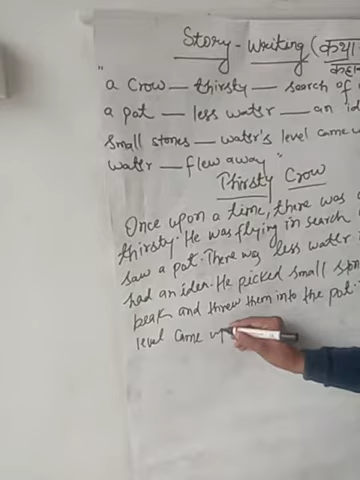 Story - Writing (कथा
कहा
"a Crow — thirsty — search of
a pot — less water — an id
small stones — water's level came u
water — flew away"
Thirsty Crow
Once upon a time, there was a
thirsty. He was flying in search
saw a pot. There was less water i
had an idea. He picked small ston
beak and threw them into the pot.
level came up